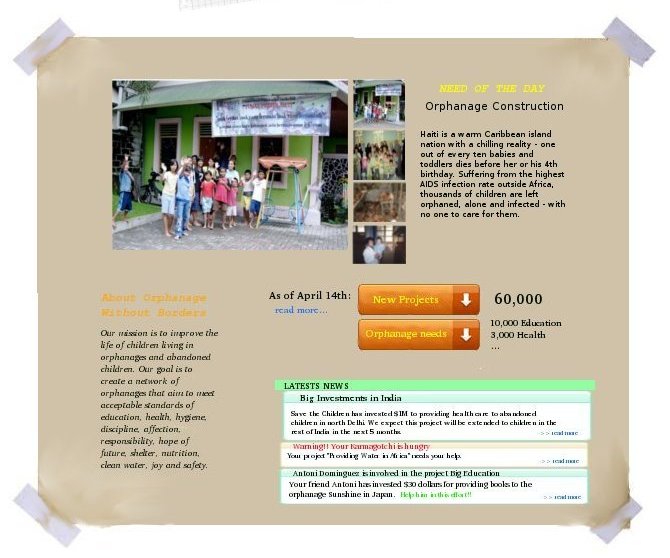 NEED OF THE DAY
Orphanage Construction
Haiti is a warm Caribbean island
nation with a chilling reality - one
out of every ten babies and
toddlers dies before her or his 4th
birthday. Suffering from the highest
AIDS infection rate outside Africa,
thousands of children are left
orphaned, alone and infected - with
no one to care for them.
About Orphanage
Without Borders
Our mission is to improve the
life of children living in
orphanages and abandoned
children. Our goal is to
create a network of
orphanages that aim to meet
acceptable standards of
education, health, hygiene,
discipline, affection,
responsibility, hope of
future, shelter, nutrition,
clean water, joy and safety.
As of April 14th:
read more...
New Projects
Orphanage needs
60,000
10,000 Education
3,000 Health
...
LATESTS NEWS
Big Investments in India
Save the Children has invested $1M to providing health care to abandoned
children in north Delhi. We expect this project will be extended to children in the
rest of India in the next 5 months.
>> read more
Warning!! Your Karmagotchi is hungry
Your project "Providing Water in Africa" needs your help.
>> read more
Antoni Dominguez is involved in the project Big Education
Your friend Antoni has invested $30 dollars for providing books to the
orphanage Sunshine in Japan. Help him in this effort!!
>> read more